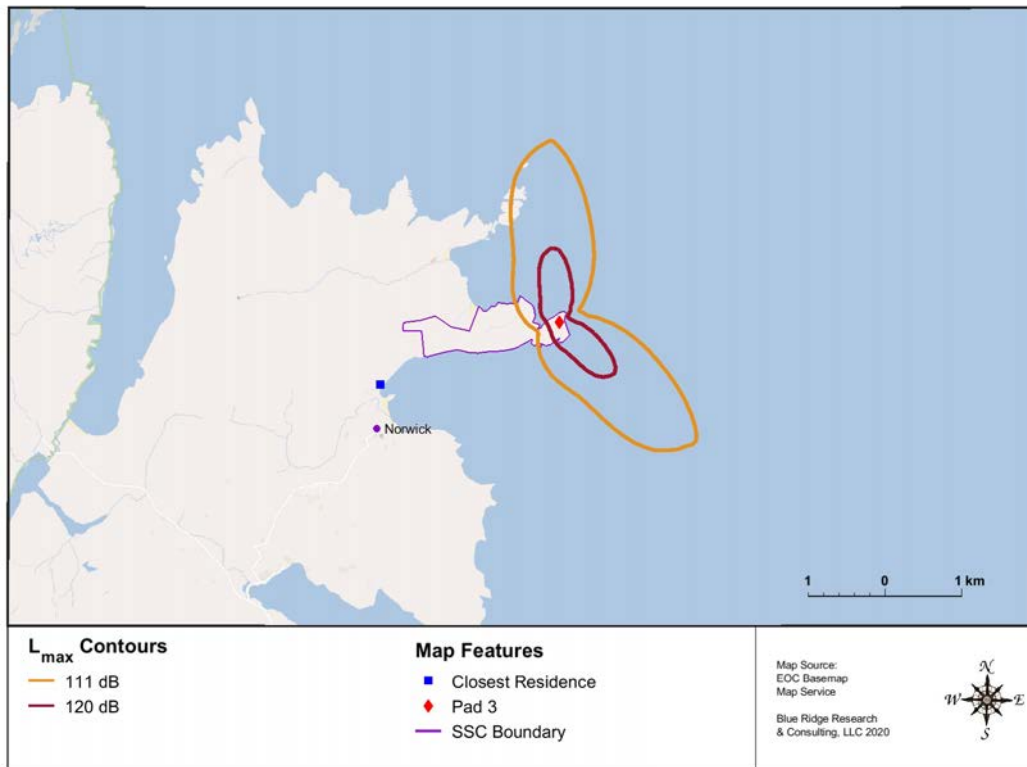 Norwick
1 0 1 km
Lmax Contours
111 dB
120 dB
Map Features
Closest Residence
Pad 3
SSC Boundary
Map Source:
EOC Basemap
Map Service
Blue Ridge Research
& Consulting, LLC 2020
N
W E
S